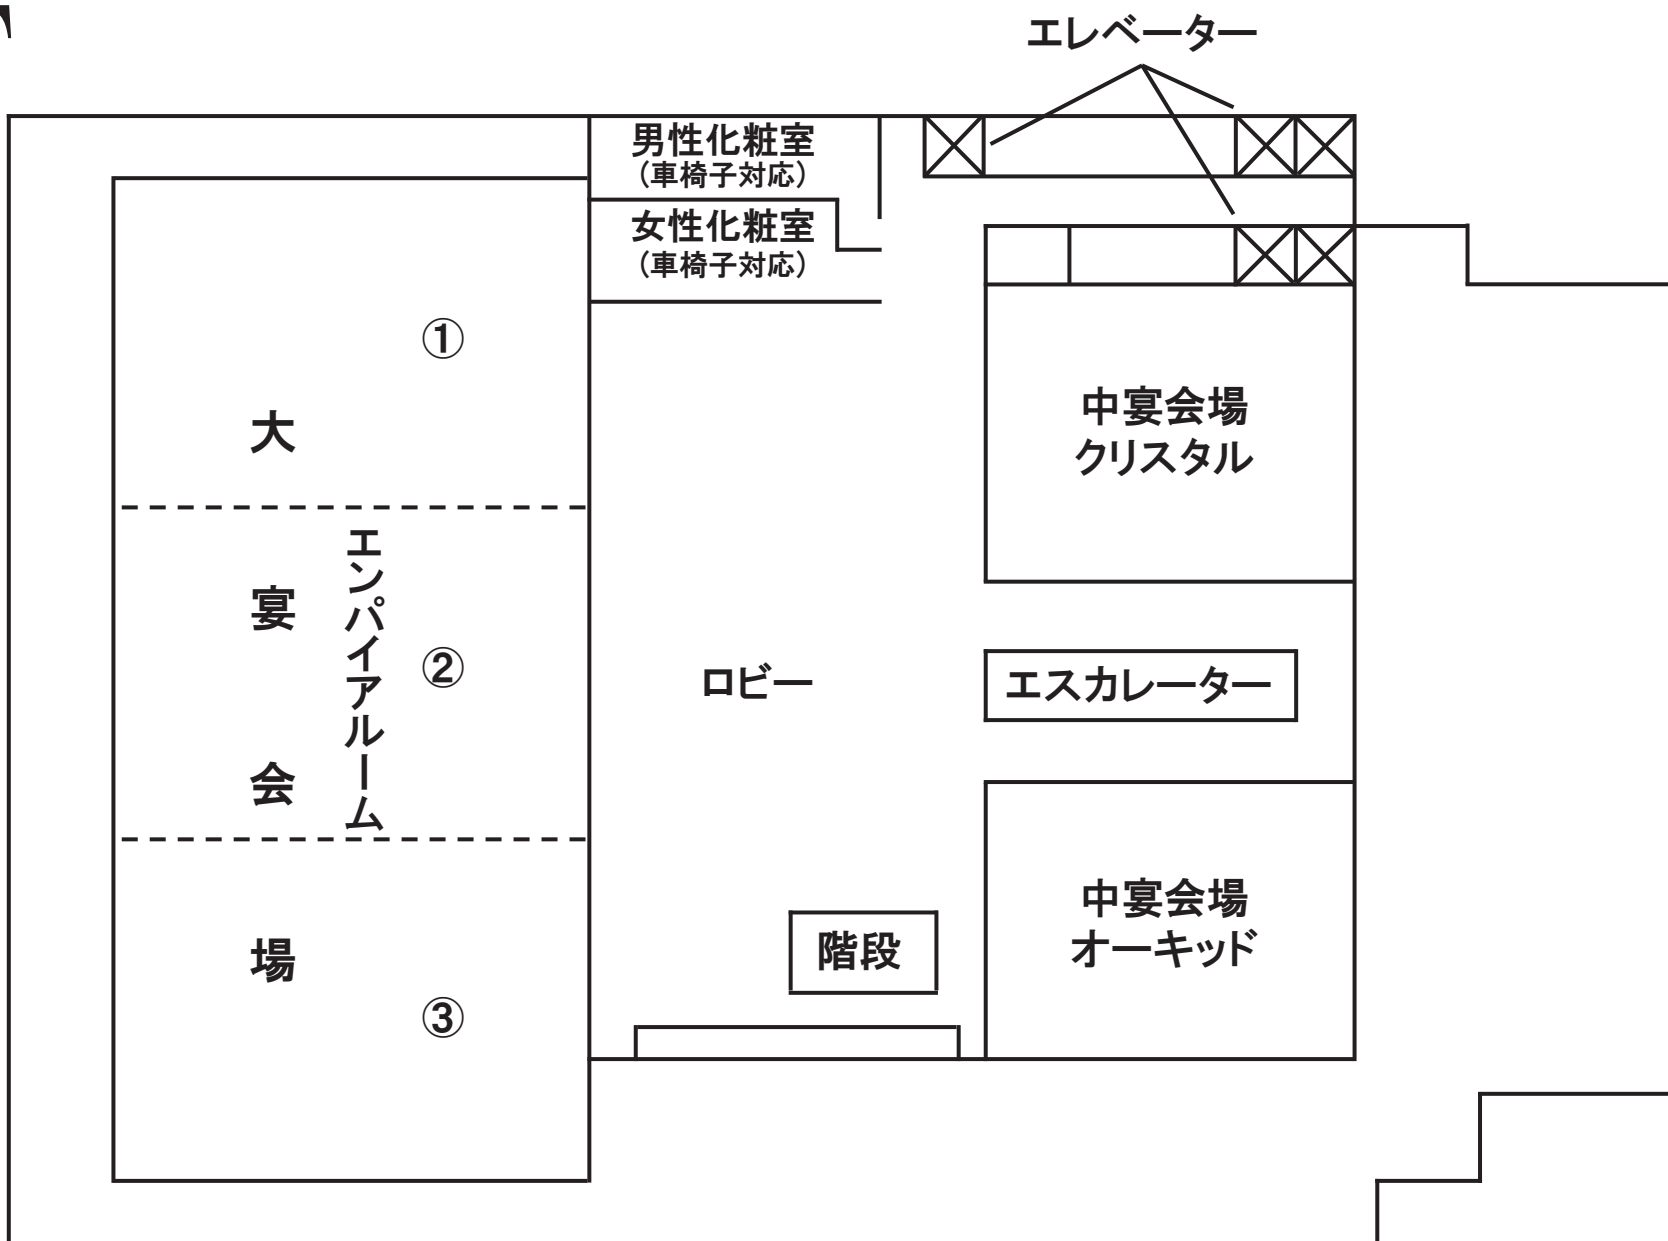 エレベーター
男性化粧室
（車椅子対応）
女性化粧室
（車椅子対応）
大宴会場
エンパイアルーム
①
②
③
ロビー
中宴会場
クリスタル
エスカレーター
中宴会場
オーキッド
階段